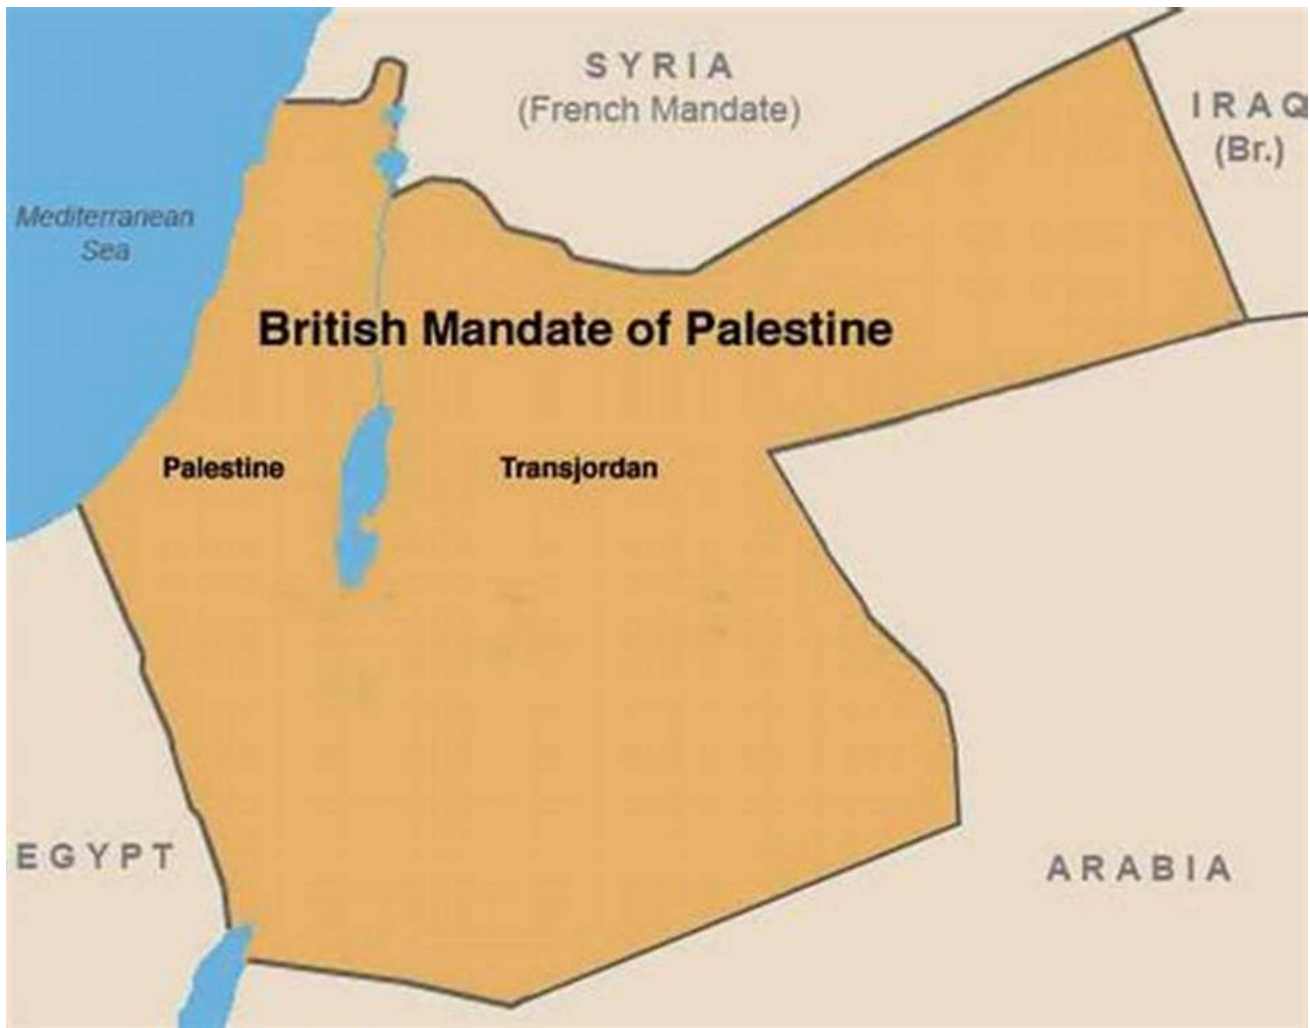 SYRIA
(French Mandate)
IRAQ
(Br.)
Mediterranean
Sea
British Mandate of Palestine
Palestine
Transjordan
EGYPT
ARABIA